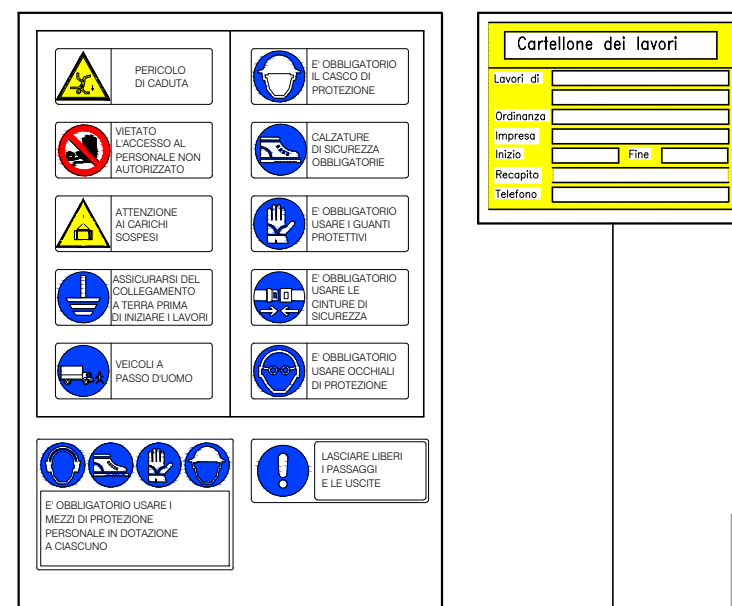 PERICOLO
DI CADUTA
VIETATO
L'ACCESSO AL
PERSONALE NON
AUTORIZZATO
ATTENZIONE
AI CARICHI
SOSPESI
ASSICURARSI DEL
COLLEGAMENTO
A TERRA PRIMA
DI INIZIARE I LAVORI
VEICOLI A
PASSO D'UOMO
E' OBBLIGATORIO
IL CASCO DI
PROTEZIONE
CALZATURE
DI SICUREZZA
OBBLIGATORIE
E' OBBLIGATORIO
USARE I GUANTI
PROTETTIVI
E' OBBLIGATORIO
USARE LE
CINTURE DI
SICUREZZA
E' OBBLIGATORIO
USARE OCCHIALI
DI PROTEZIONE
E' OBBLIGATORIO USARE I
MEZZI DI PROTEZIONE
PERSONALE IN DOTAZIONE
A CIASCUNO
LASCIARE LIBERI
I PASSAGGI
E LE USCITE
Cartellone dei lavori
Lavori di
Ordinanza
Impresa
Inizio Fine
Recapito
Telefono